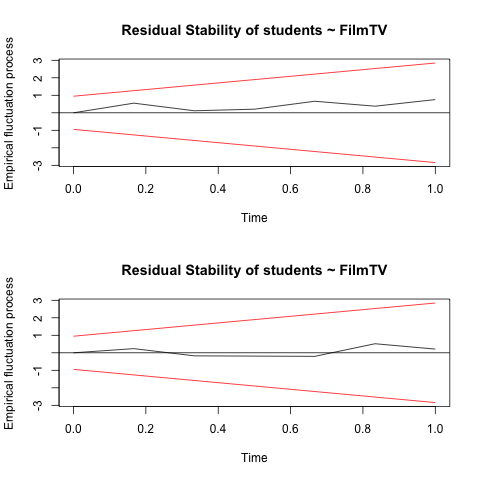 Residual Stability of students ~ FilmTV
Empirical fluctuation process
3
2
1
-1
-3
0.0 0.2 0.4 0.6 0.8 1.0
Time
Residual Stability of students ~ FilmTV
Empirical fluctuation process
3
2
1
-1
-3
0.0 0.2 0.4 0.6 0.8 1.0
Time